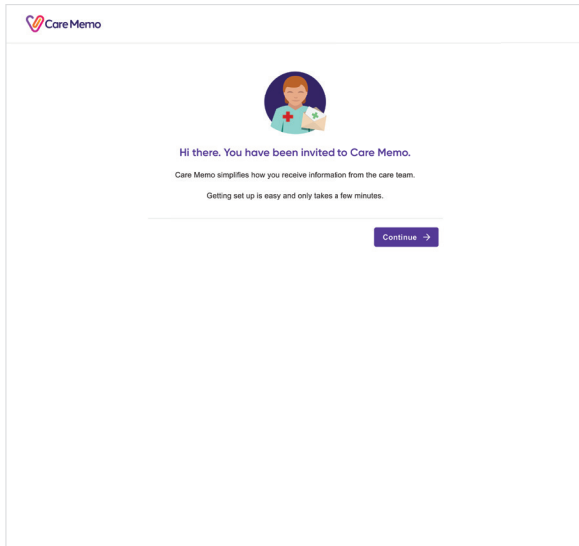 Care Memo
Hi there. You have been invited to Care Memo.
Care Memo simplifies how you receive information from the care team.
Getting set up is easy and only takes a few minutes.
Continue →